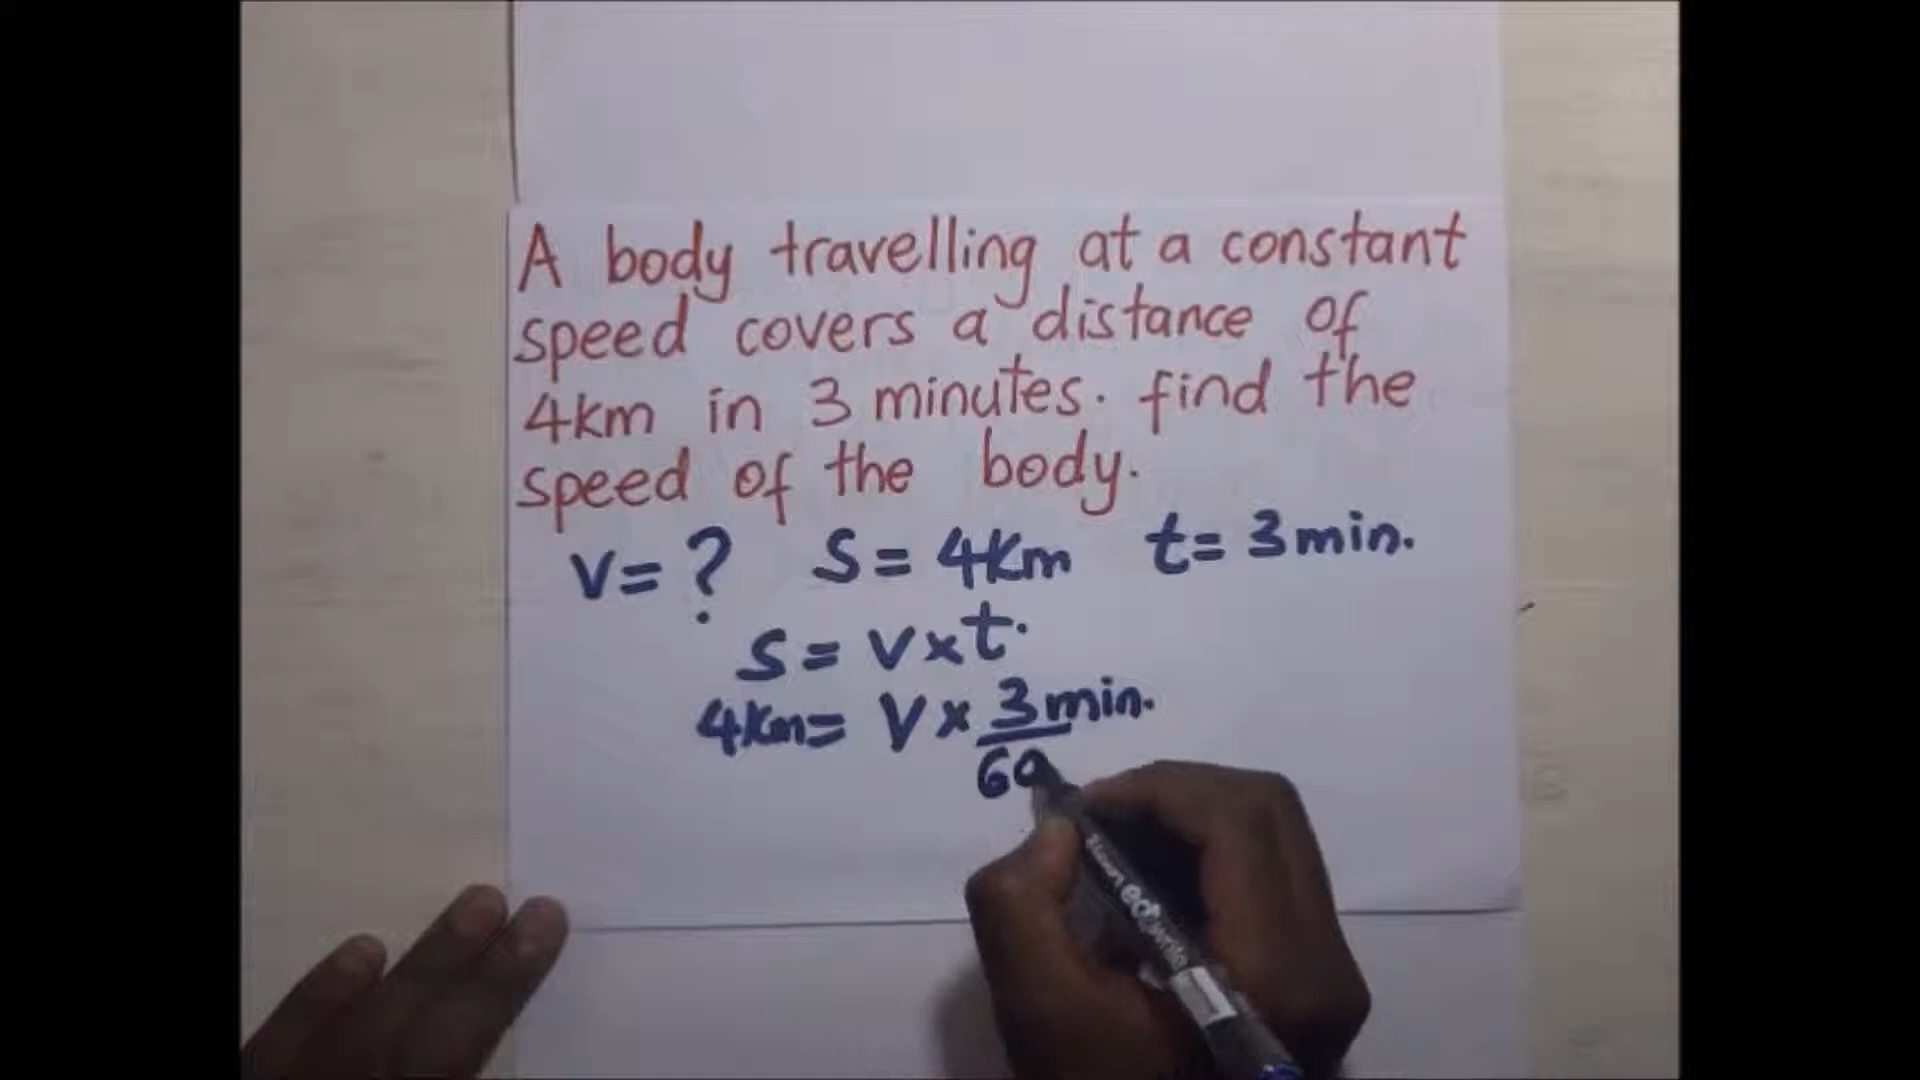 A body travelling at a constant
speed covers a distance of
4km in 3 minutes. find the
speed of the body.
V = ? S = 4Km t = 3min.
S = V × t.
4Km = V × 3min.
60